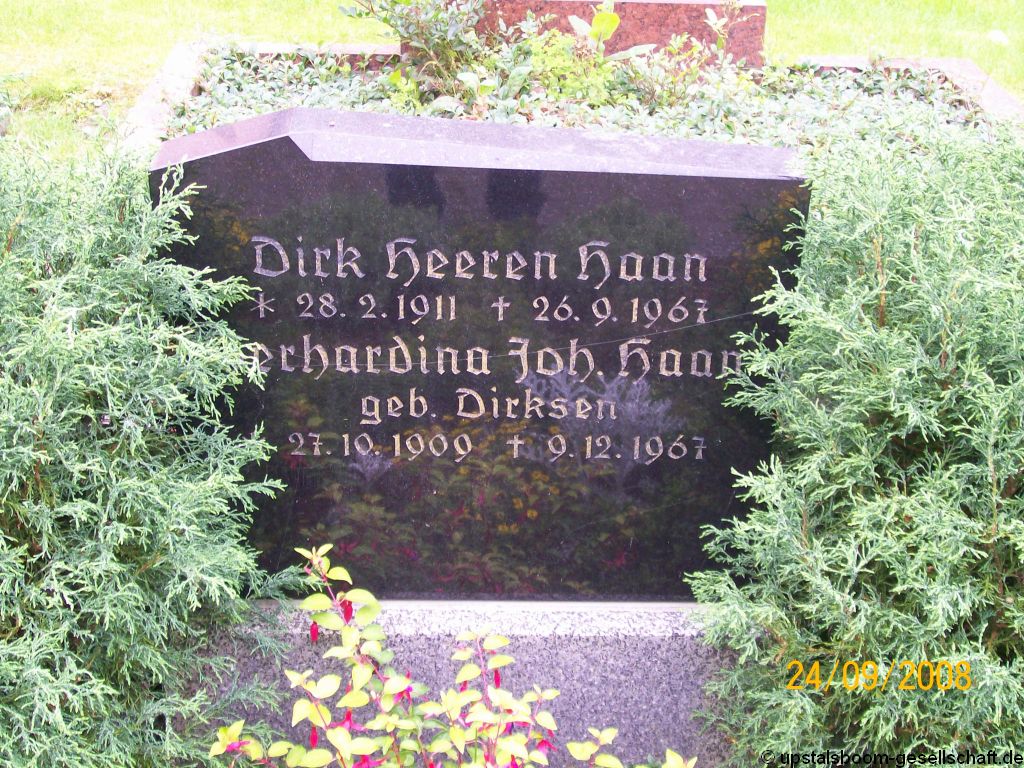 Dirk Heeren Haan
* 28. 2. 1911 † 26. 9. 1967
erhardina Joh. Haan
geb. Dirksen
27. 10. 1909 † 9. 12. 1967
24/09/2008
© upstalsboom-gesellschaft.de